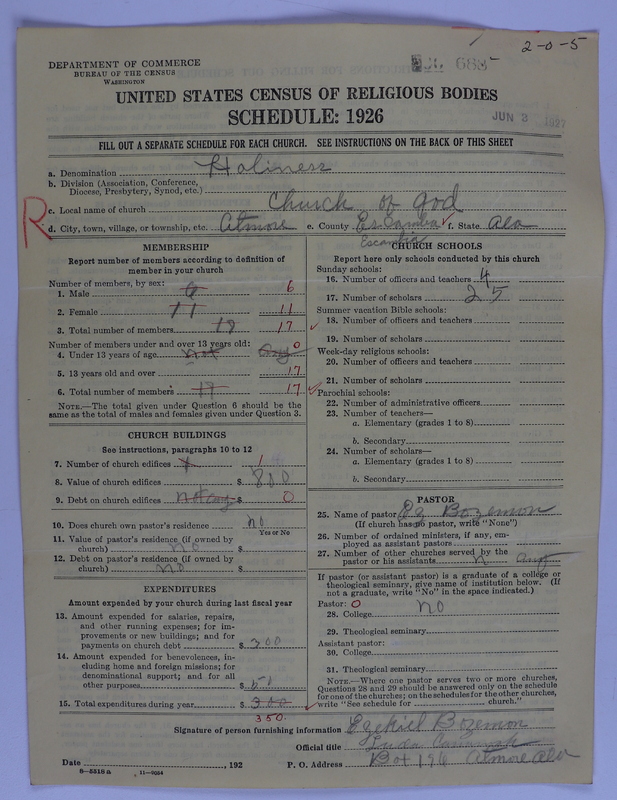 2-0-5
DEPARTMENT OF COMMERCE
BUREAU OF THE CENSUS
WASHINGTON
688
UNITED STATES CENSUS OF RELIGIOUS BODIES
SCHEDULE: 1926
JUN 3 1927
FILL OUT A SEPARATE SCHEDULE FOR EACH CHURCH. SEE INSTRUCTIONS ON THE BACK OF THIS SHEET
a. Denomination Holiness
b. Division (Association, Conference,
Diocese, Presbytery, Synod, etc.)
R
c. Local name of church Church of god
d. City, town, village, or township, etc. Atmore e. County Es Camba f. State Ala
Escambia
MEMBERSHIP
Report number of members according to definition of
member in your church
Number of members, by sex:
1. Male 6 6
2. Female 11 11
3. Total number of members 17
Number of members under and over 13 years old:
4. Under 13 years of age not any 0
5. 13 years old and over 17
6. Total number of members 17 17
NOTE.—The total given under Question 6 should be
the same as the total of males and females given under Question 3.
CHURCH BUILDINGS
See instructions, paragraphs 10 to 12
7. Number of church edifices 1
8. Value of church edifices $ 800
9. Debt on church edifices not any $ 0
10. Does church own pastor's residence no
Yes or No
11. Value of pastor's residence (if owned by
church) no $
12. Debt on pastor's residence (if owned by
church) no $
EXPENDITURES
Amount expended by your church during last fiscal year
13. Amount expended for salaries, repairs,
and other running expenses; for im-
provements or new buildings; and for
payments on church debt $ 300
14. Amount expended for benevolences, in-
cluding home and foreign missions; for
denominational support; and for all
other purposes $ 50
15. Total expenditures during year $ 300
350
CHURCH SCHOOLS
Report here only schools conducted by this church
Sunday schools:
16. Number of officers and teachers 4
17. Number of scholars 25
Summer vacation Bible schools:
18. Number of officers and teachers
19. Number of scholars
Week-day religious schools:
20. Number of officers and teachers
21. Number of scholars
Parochial schools:
22. Number of administrative officers
23. Number of teachers—
a. Elementary (grades 1 to 8)
b. Secondary
24. Number of scholars—
a. Elementary (grades 1 to 8)
b. Secondary
PASTOR
25. Name of pastor Ez Bozemon
(If church has no pastor, write "None")
26. Number of ordained ministers, if any, em-
ployed as assistant pastors
27. Number of other churches served by the
pastor or his assistants any
If pastor (or assistant pastor) is a graduate of a college or
theological seminary, give name of institution below. (If
not a graduate, write "No" in the space indicated.)
Pastor: 0
28. College no
29. Theological seminary
Assistant pastor:
30. College
31. Theological seminary
NOTE.—Where one pastor serves two or more churches,
Questions 28 and 29 should be answered only on the schedule
for one of the churches; on the schedules for the other churches,
write "See schedule for church."
Signature of person furnishing information Ezekiel Bozemon
Official title
Date , 192 P. O. Address Box 196 Atmore Ala
8-5518 a 11-9024